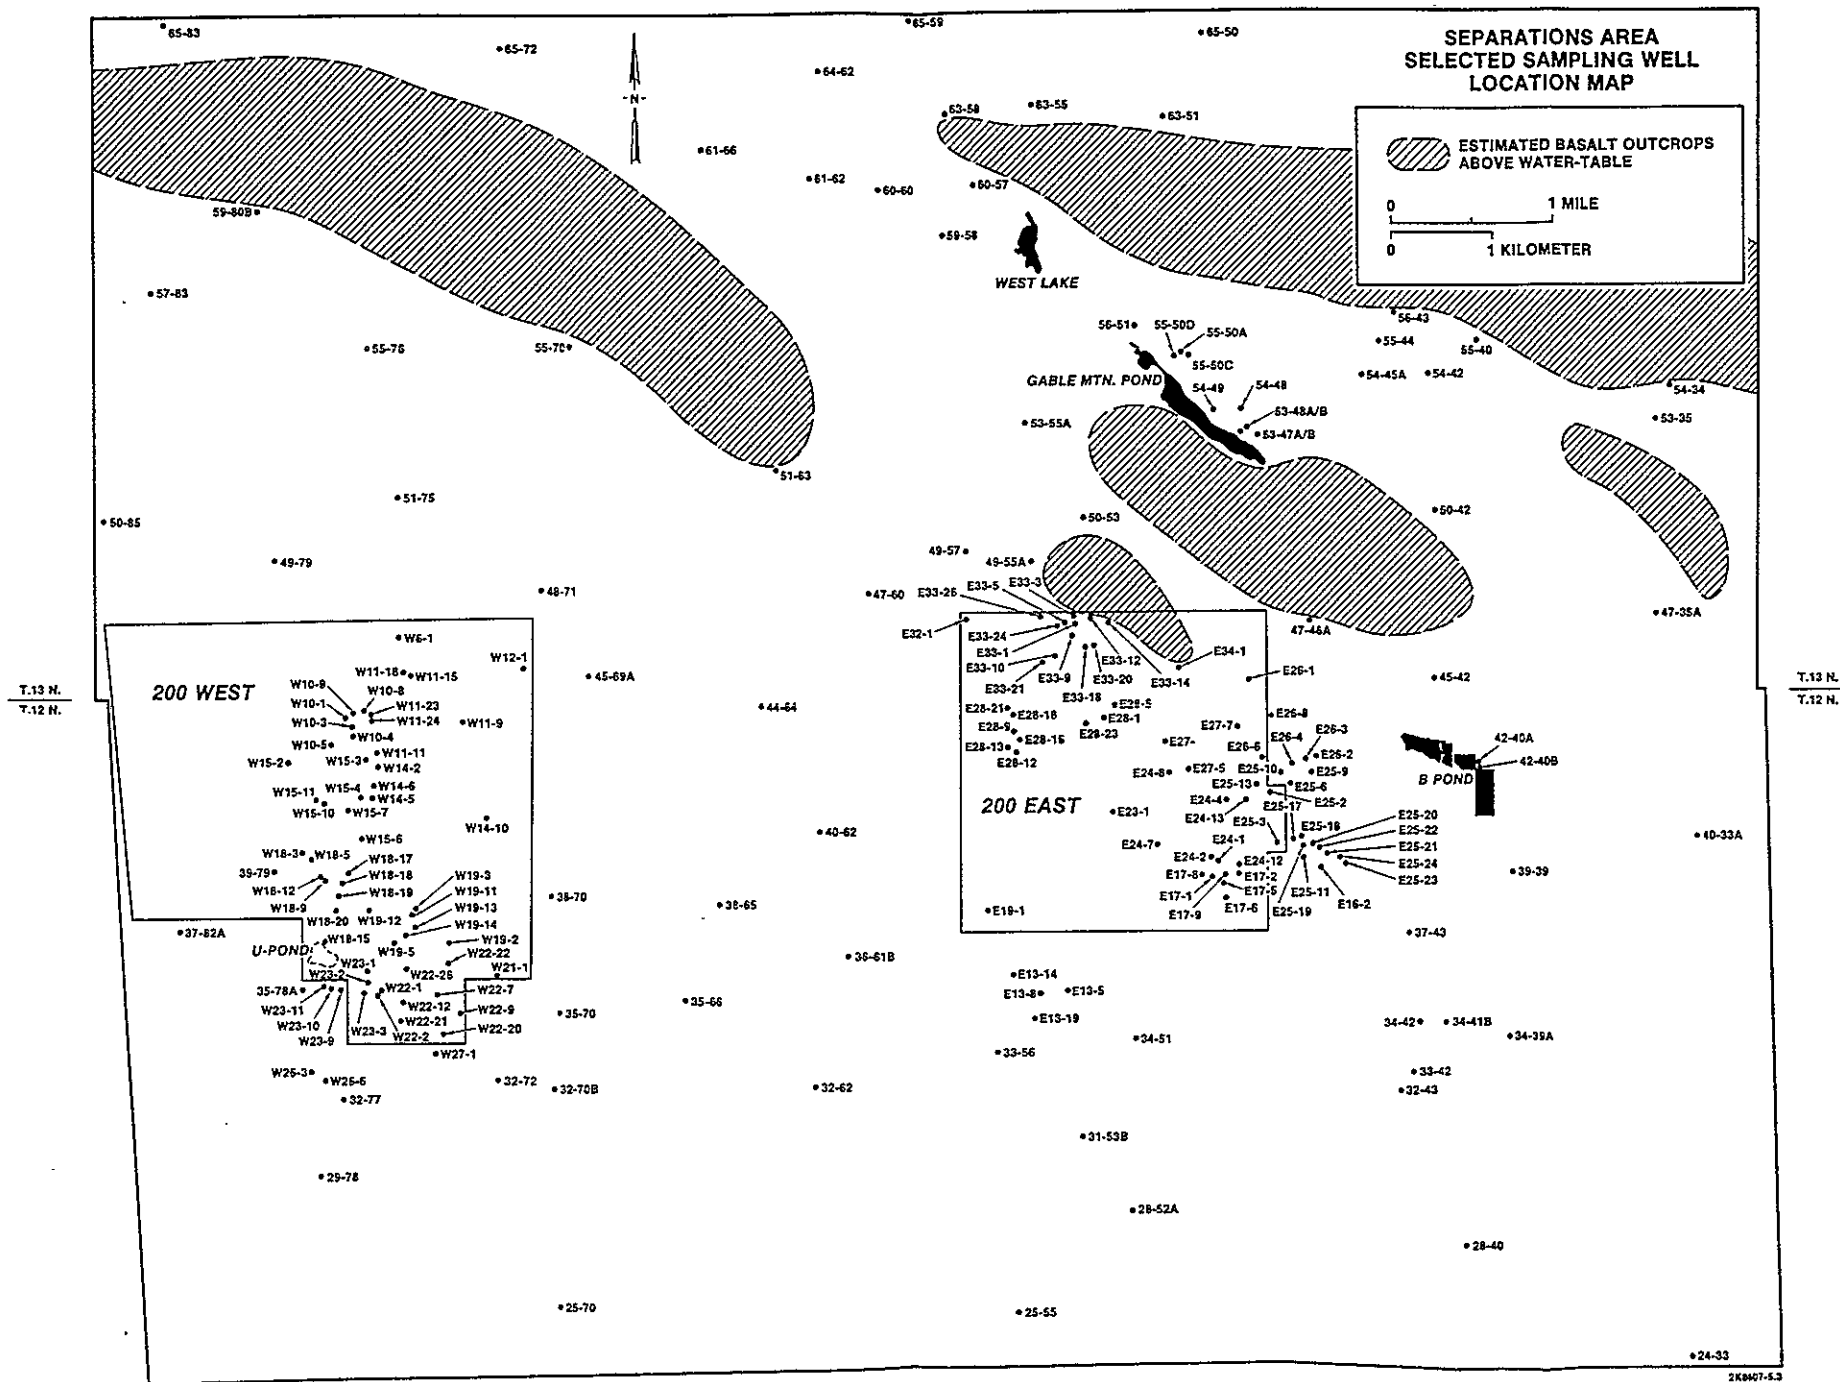 65-83
65-72
65-59
65-50
SEPARATIONS AREA
SELECTED SAMPLING WELL
LOCATION MAP
64-62
-N-
63-58
63-55
63-51
ESTIMATED BASALT OUTCROPS
ABOVE WATER-TABLE
61-66
61-62
60-60
60-57
0
1 MILE
0
1 KILOMETER
59-80B
59-58
WEST LAKE
57-83
56-51
55-50D
55-50A
55-50C
56-43
55-44
55-40
55-76
55-70
GABLE MTN. POND
54-49
54-48
54-45A
54-42
54-34
53-55A
53-48A/B
53-47A/B
53-35
51-63
51-75
50-85
50-53
50-42
49-79
49-57
49-55A
48-71
47-60
E33-3
E33-5
E33-26
47-46A
47-35A
E32-1
E33-24
E33-1
E33-10
E33-21
E33-9
E33-18
E33-20
E33-12
E33-14
E34-1
E26-1
W6-1
W12-1
W11-18
W11-15
45-69A
45-42
T.13 N.
T.12 N.
T.13 N.
T.12 N.
200 WEST
W10-9
W10-8
W10-1
W11-23
W10-3
W11-24
W11-9
W10-4
44-64
W10-5
W11-11
W15-2
W15-3
W14-2
W15-4
W14-6
W15-11
W14-5
W15-10
W15-7
W14-10
W15-6
E28-21
E28-18
E28-5
E28-1
E28-9
E28-16
E28-23
E28-13
E28-12
E27-7
E27-
E26-8
E26-4
E26-3
E26-6
E26-2
E24-8
E27-5
E25-10
E25-9
E25-13
E25-6
B POND
42-40A
42-40B
200 EAST
E23-1
E24-4
E25-17
E25-2
E24-13
E25-3
E25-18
E25-20
E25-22
E25-21
E25-24
E25-23
40-62
40-33A
E24-7
E24-1
E24-2
E24-12
E17-8
E17-2
E17-1
E17-5
E17-9
E17-6
E25-11
E25-19
E16-2
39-39
W18-3
W18-5
W18-17
39-79
W18-18
W18-12
W18-19
W18-9
W18-20
W19-12
W19-3
W19-11
W19-13
W19-14
38-70
38-65
E19-1
37-82A
37-43
U-POND
W18-15
W19-5
W19-2
W22-22
W23-1
W23-2
W22-26
W21-1
36-61B
35-78A
W22-1
W22-7
W23-11
W22-12
W22-9
W23-10
W22-21
W22-20
W23-9
W23-3
W22-2
35-70
35-66
E13-14
E13-8
E13-5
E13-19
34-51
34-42
34-41B
34-39A
33-56
33-42
W27-1
W26-3
W26-6
32-77
32-72
32-70B
32-62
32-43
31-53B
29-78
28-52A
28-40
25-70
25-55
24-33
2K8407-5.3